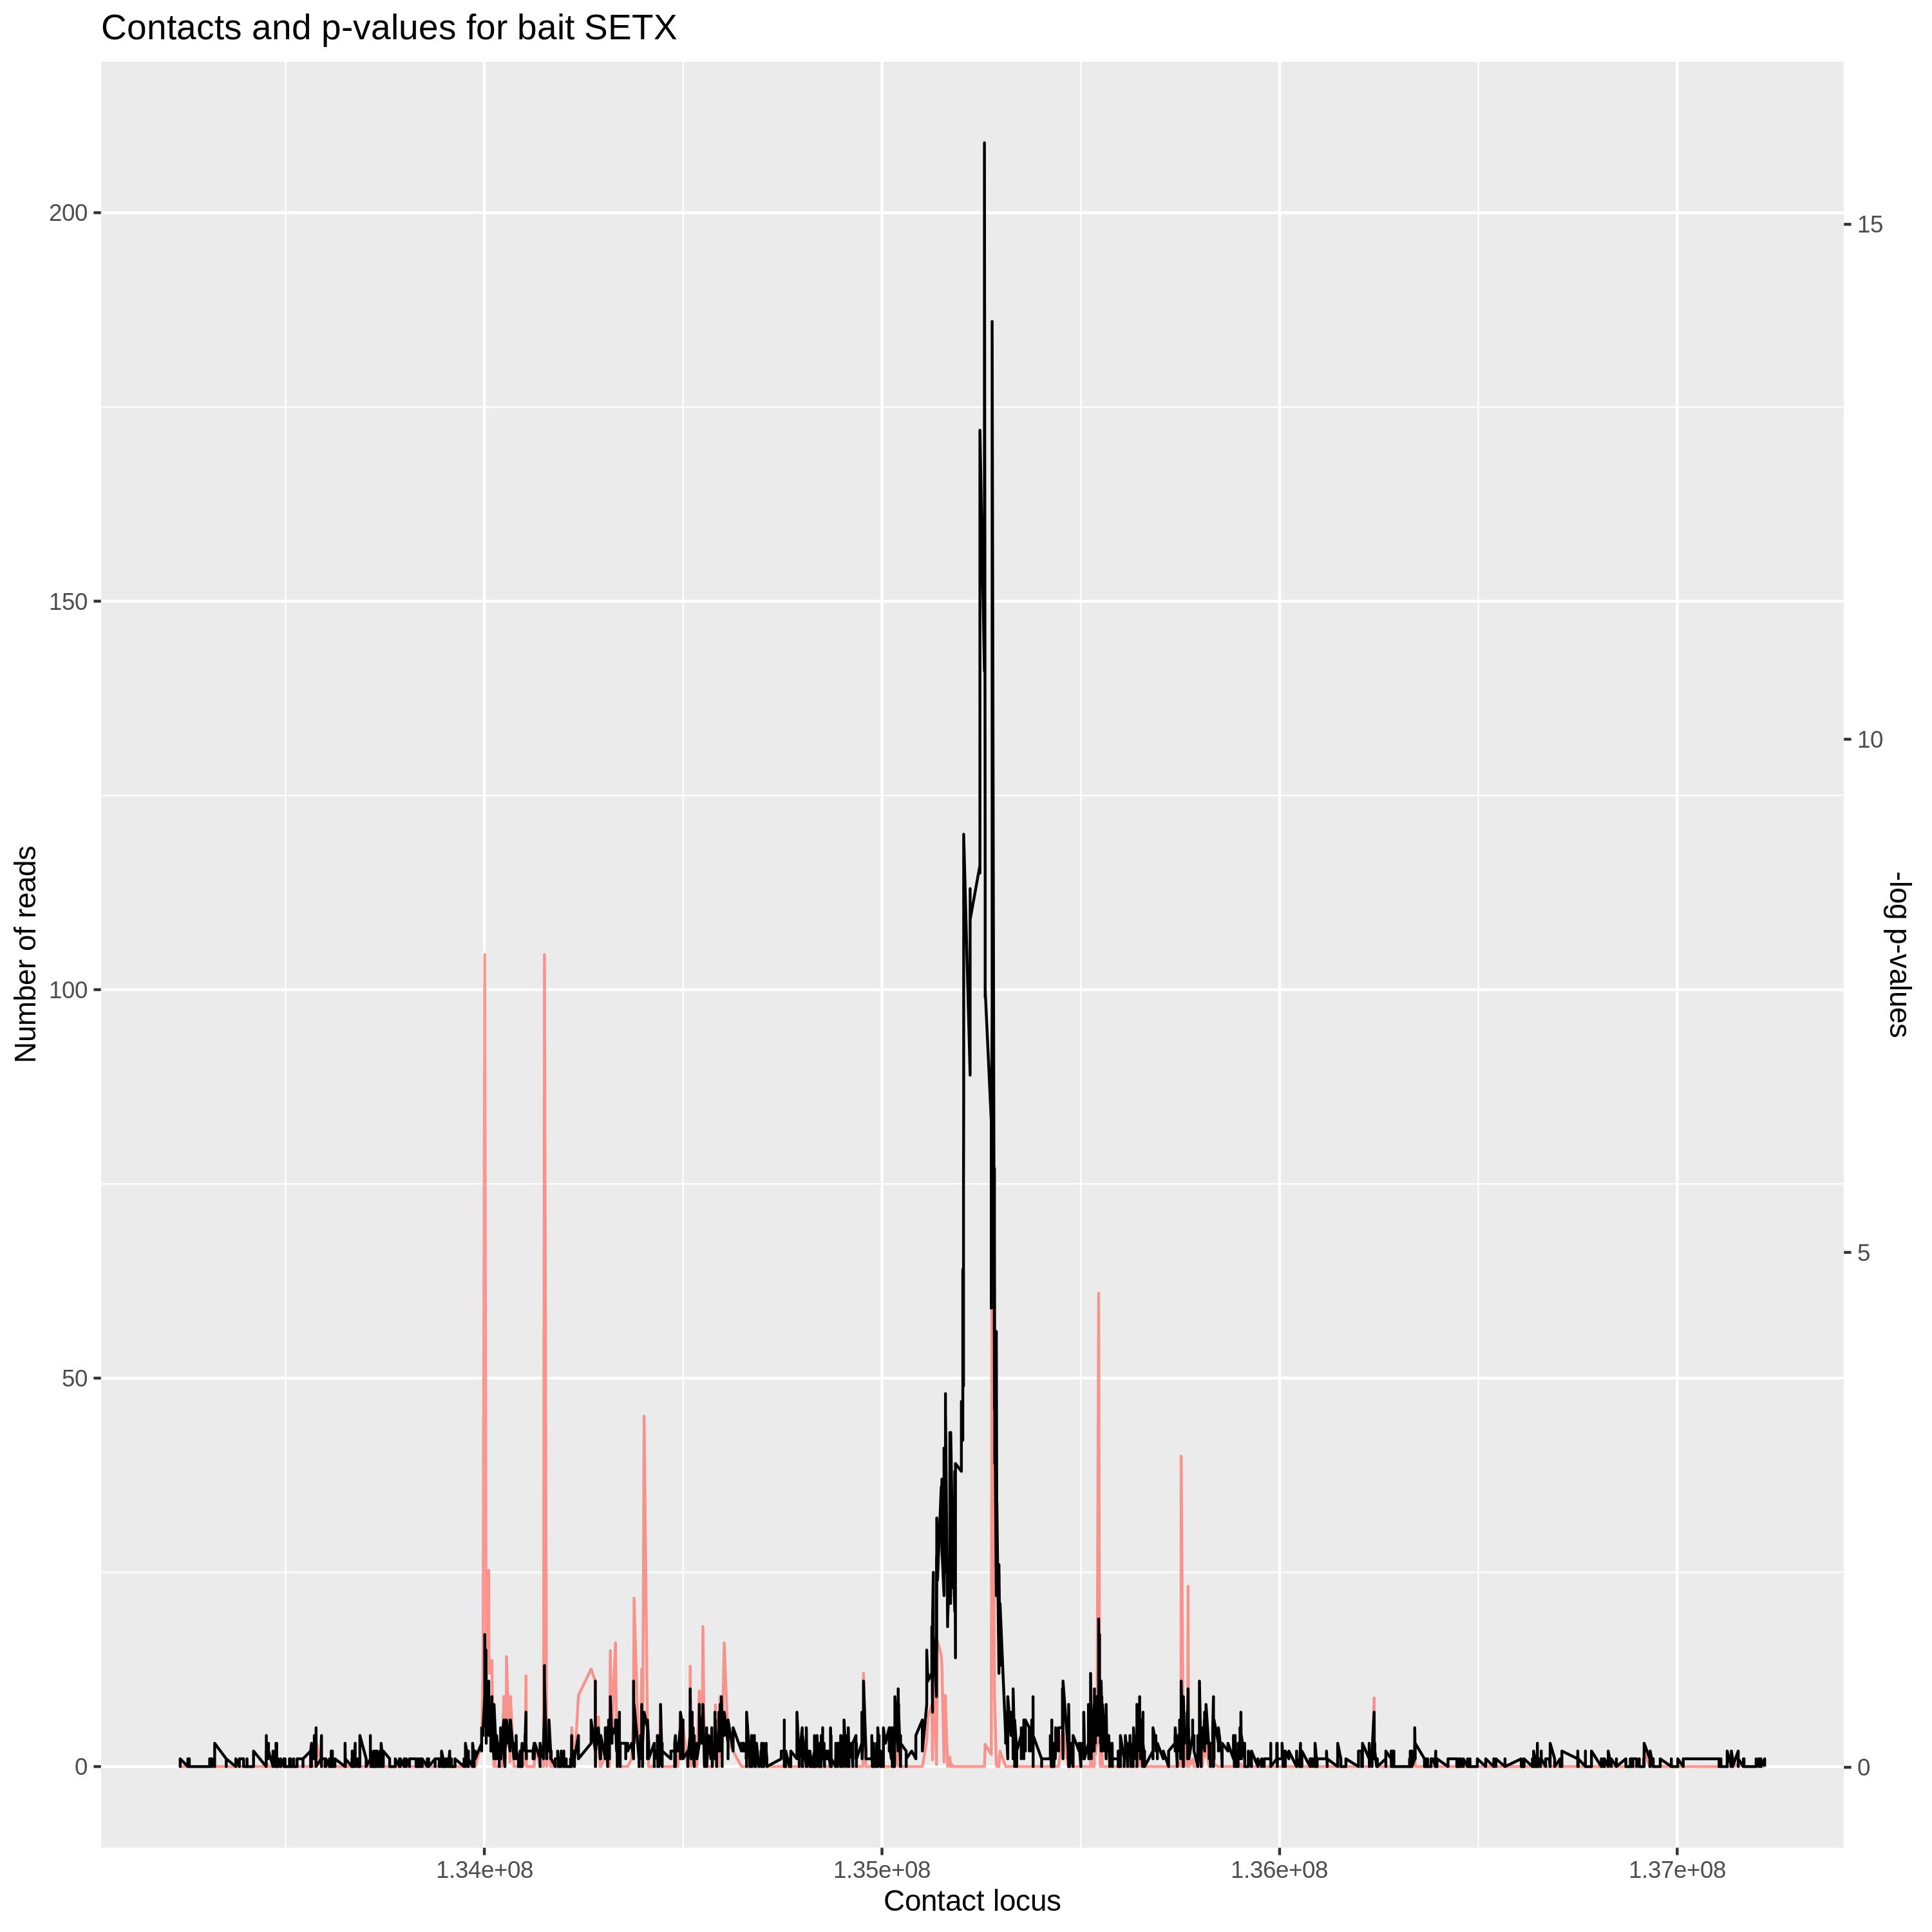 Contacts and p-values for bait SETX
200
150
100
50
0
Number of reads
15
10
5
0
-log p-values
1.34e+08
1.35e+08
1.36e+08
1.37e+08
Contact locus